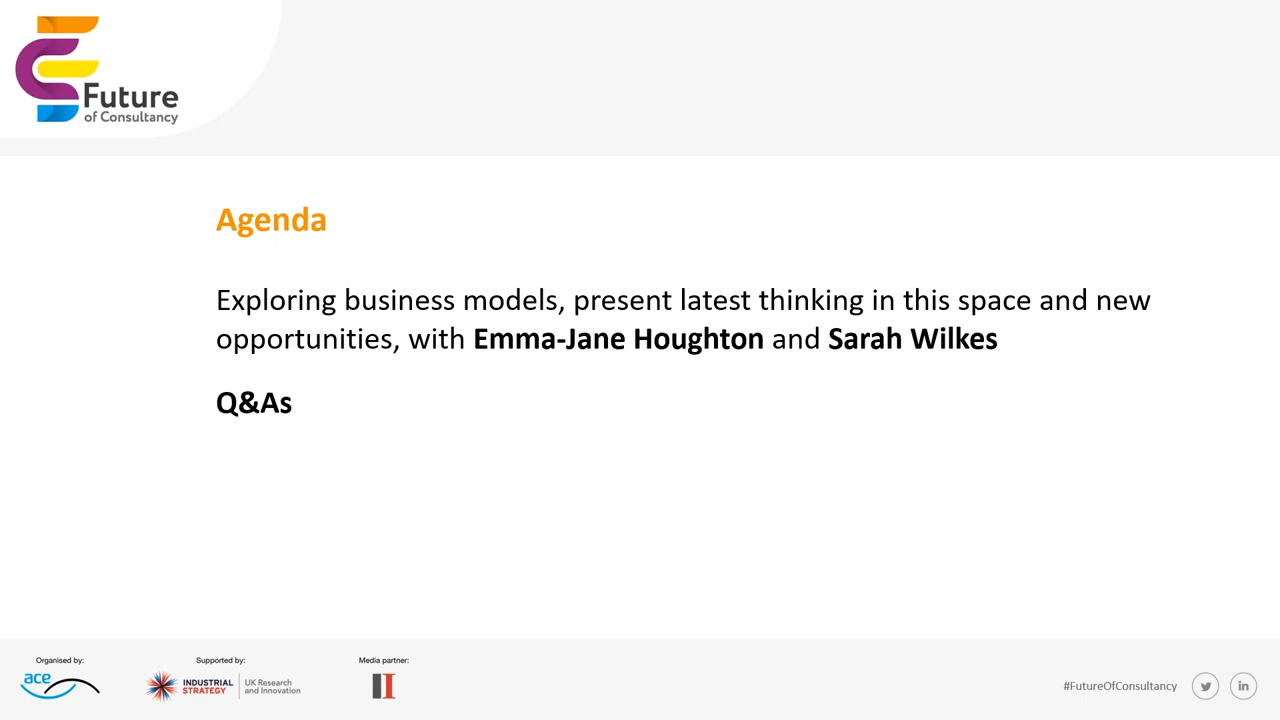 Future
of Consultancy
Agenda
Exploring business models, present latest thinking in this space and new
opportunities, with Emma-Jane Houghton and Sarah Wilkes
Q&As
Organised by:
Supported by:
Media partner:
ace
INDUSTRIAL
STRATEGY
UK Research
and Innovation
#FutureOfConsultancy
in